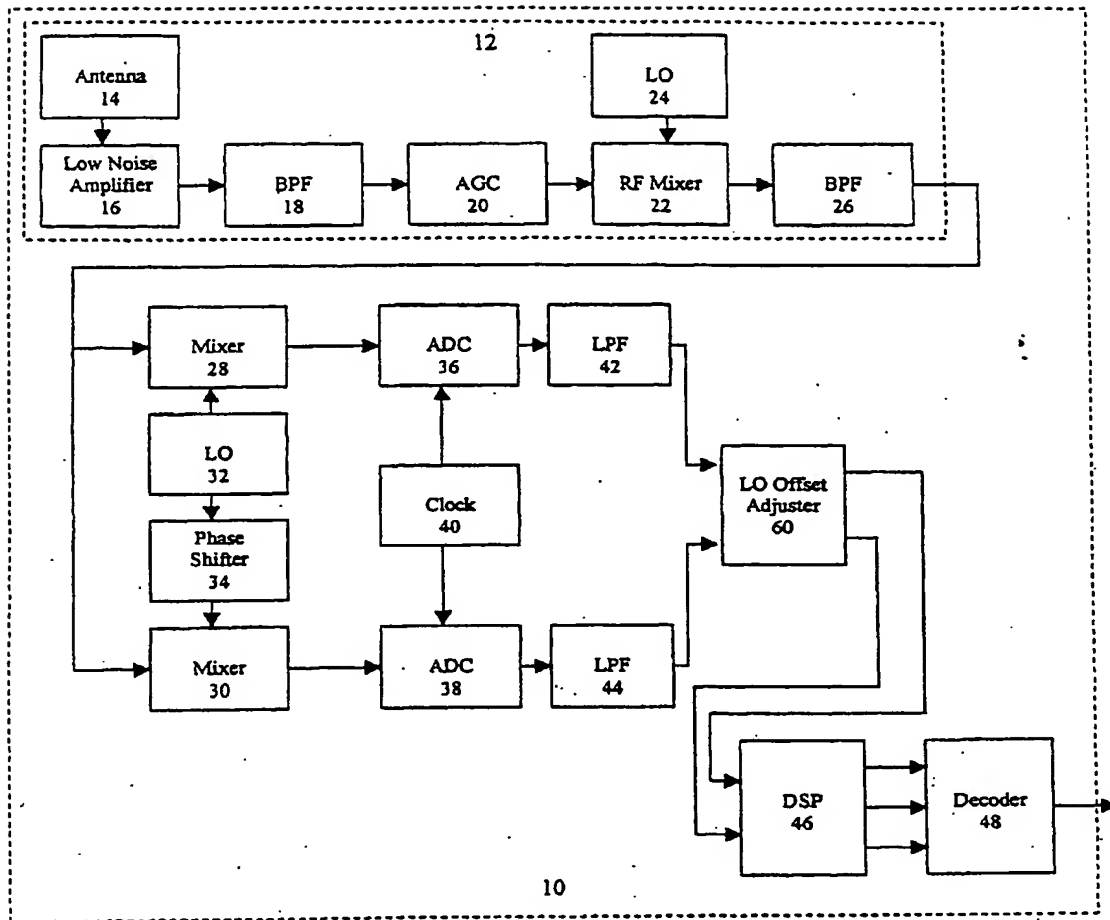 12
Antenna
14
LO
24
Low Noise
Amplifier
16
BPF
18
AGC
20
RF Mixer
22
BPF
26
Mixer
28
ADC
36
LPF
42
LO
32
Clock
40
LO Offset
Adjuster
60
Phase
Shifter
34
Mixer
30
ADC
38
LPF
44
DSP
46
Decoder
48
10